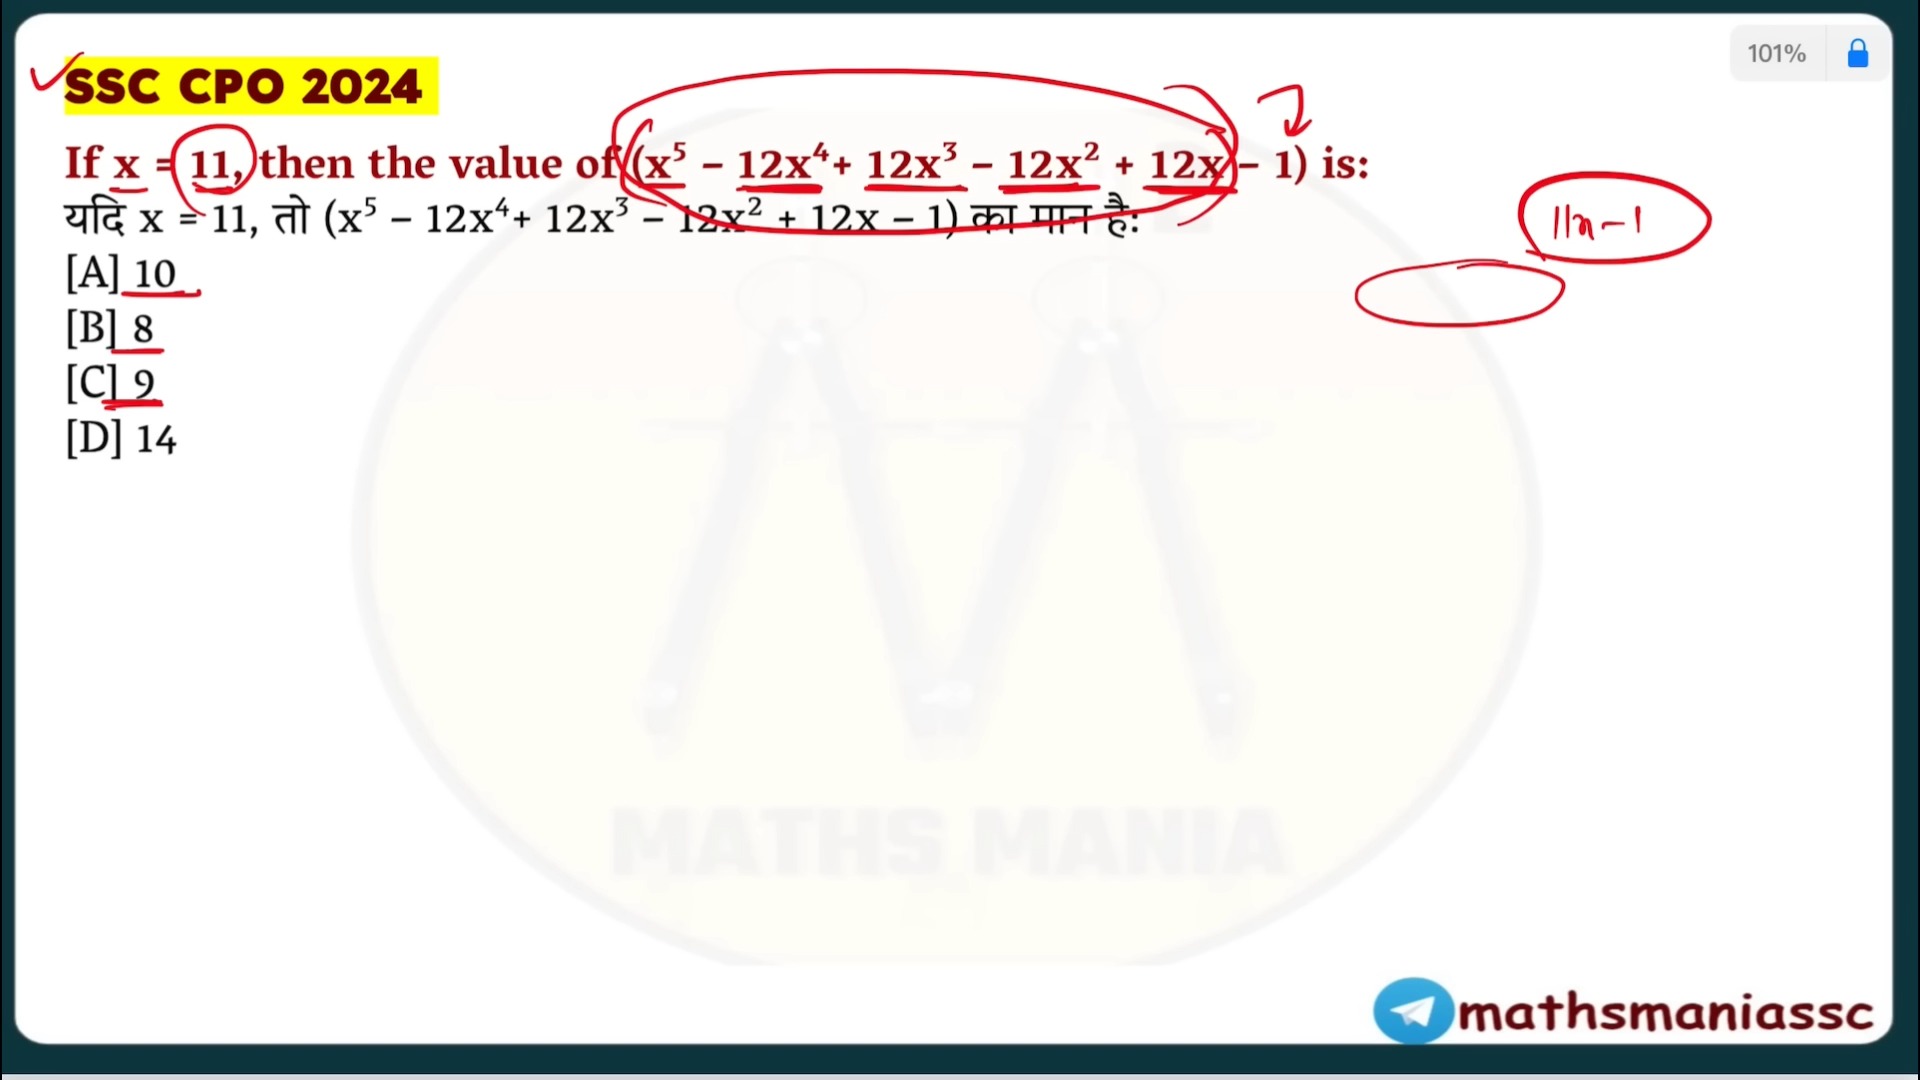 101%
SSC CPO 2024
If x = 11, then the value of (x⁵ – 12x⁴+ 12x³ – 12x² + 12x – 1) is:
यदि x = 11, तो (x⁵ – 12x⁴+ 12x³ – 12x² + 12x – 1) का मान है:
11x – 1
[A] 10
[B] 8
[C] 9
[D] 14
MATHS MANIA
mathsmaniassc